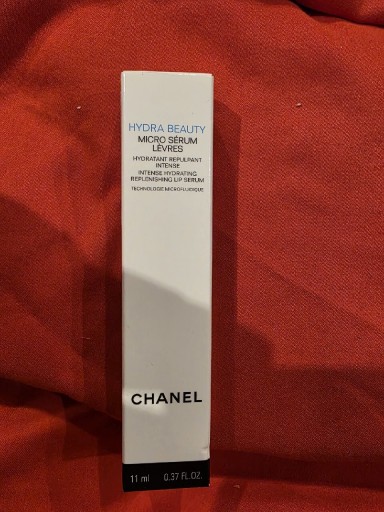 HYDRA BEAUTY
MICRO SÉRUM
LÈVRES
HYDRATANT REPULPANT
INTENSE
INTENSE HYDRATING
REPLENISHING LIP SERUM
TECHNOLOGIE MICROFLUIDIQUE
CHANEL
11 ml 0.37 FL.OZ.